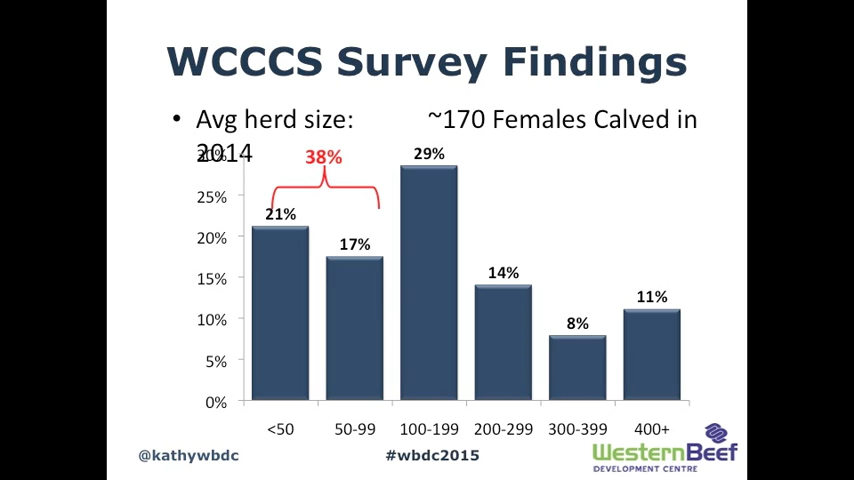 WCCCS Survey Findings
• Avg herd size: ~170 Females Calved in
2014
30%
38%
29%
25%
21%
20%
17%
15%
14%
10%
11%
8%
5%
0%
<50 50-99 100-199 200-299 300-399 400+
@kathywbdc #wbdc2015
WesternBeef
DEVELOPMENT CENTRE